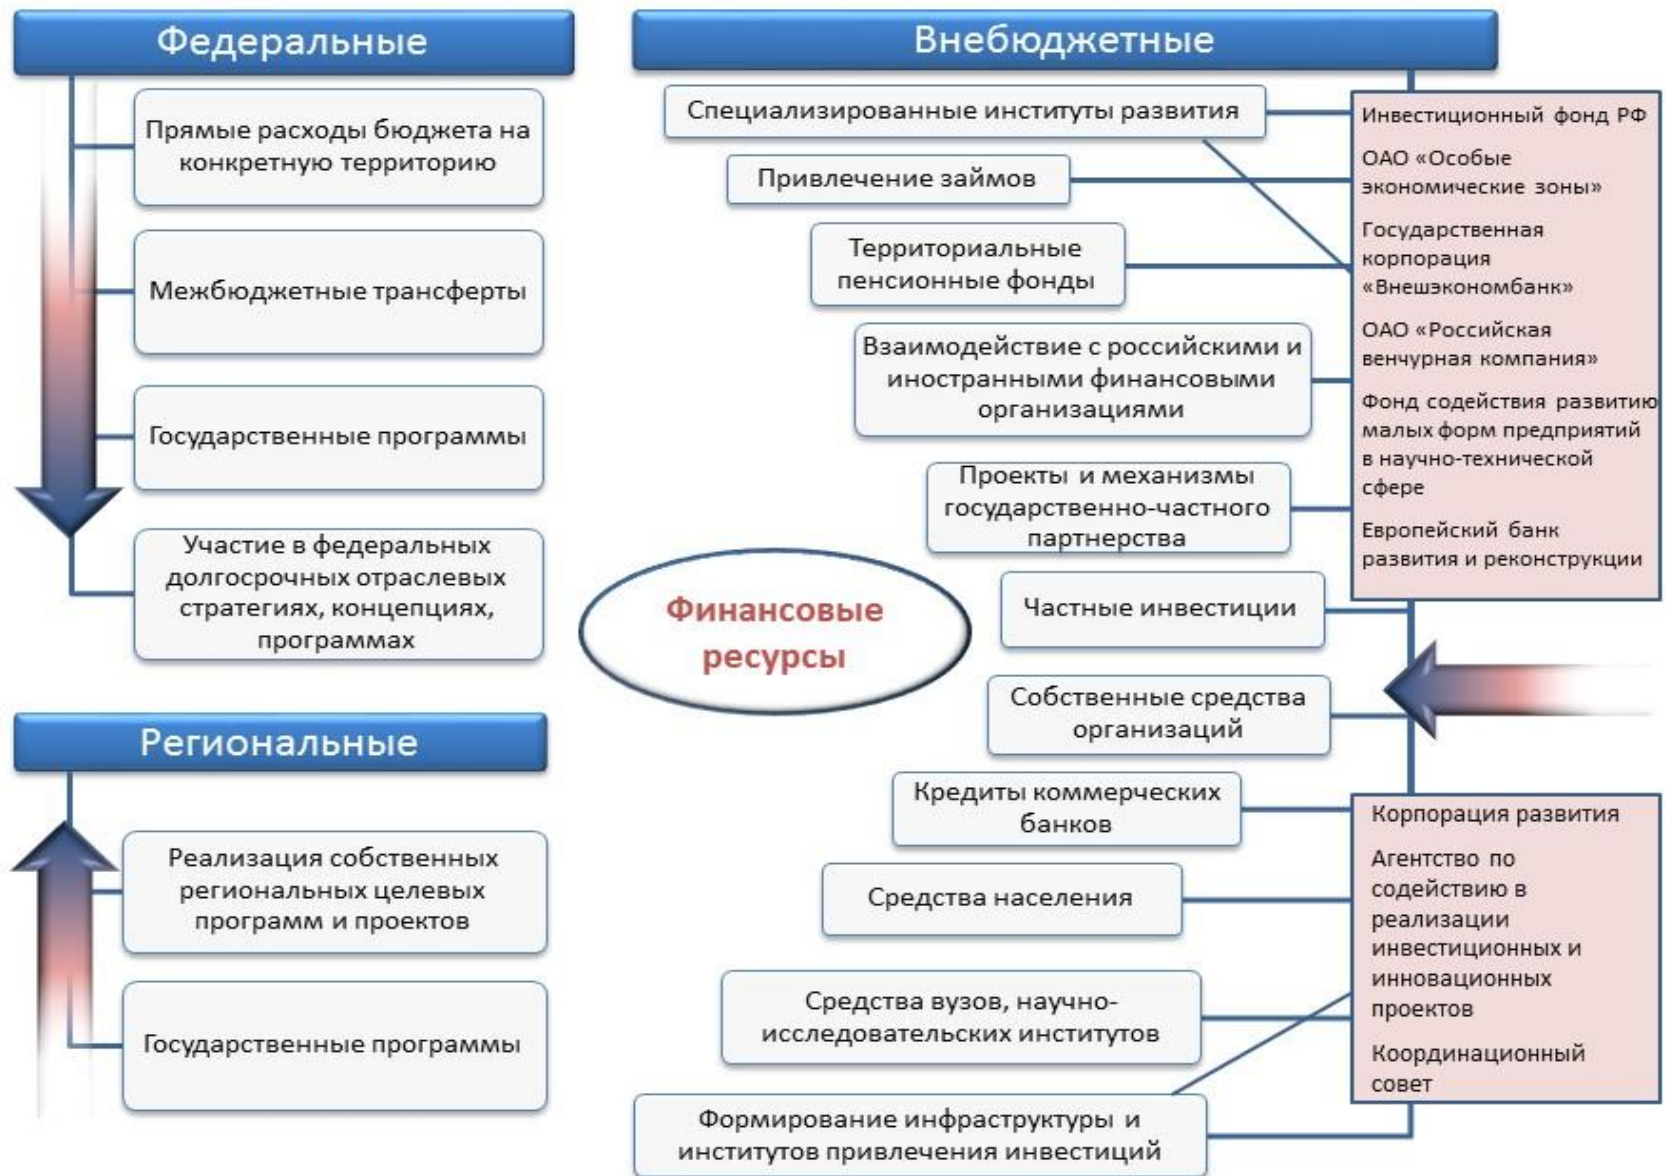 Федеральные
Прямые расходы бюджета на
конкретную территорию
Межбюджетные трансферты
Государственные программы
Участие в федеральных
долгосрочных отраслевых
стратегиях, концепциях,
программах
Региональные
Реализация собственных
региональных целевых
программ и проектов
Государственные программы
Финансовые
ресурсы
Внебюджетные
Специализированные институты развития
Привлечение займов
Территориальные
пенсионные фонды
Взаимодействие с российскими и
иностранными финансовыми
организациями
Проекты и механизмы
государственно-частного
партнерства
Частные инвестиции
Собственные средства
организаций
Кредиты коммерческих
банков
Средства населения
Средства вузов, научно-
исследовательских институтов
Формирование инфраструктуры и
институтов привлечения инвестиций
Инвестиционный фонд РФ
ОАО «Особые
экономические зоны»
Государственная
корпорация
«Внешэкономбанк»
ОАО «Российская
венчурная компания»
Фонд содействия развитию
малых форм предприятий
в научно-технической
сфере
Европейский банк
развития и реконструкции
Корпорация развития
Агентство по
содействию в
реализации
инвестиционных и
инновационных
проектов
Координационный
совет